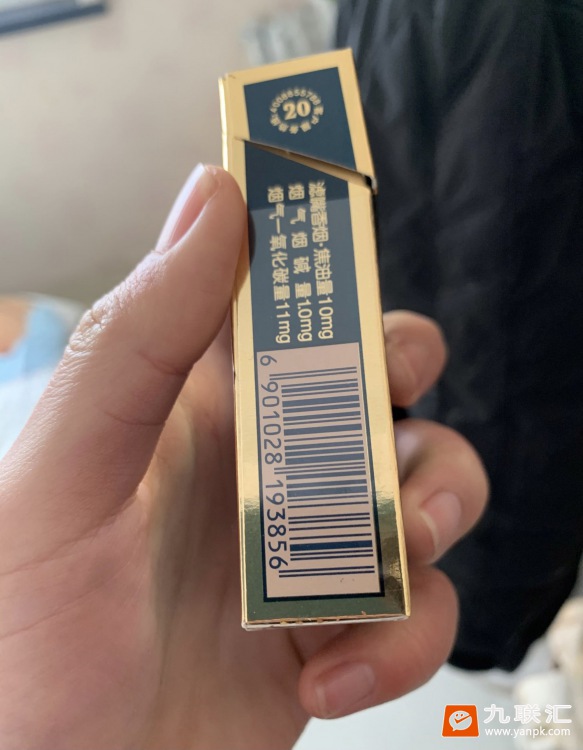 20
滤嘴香烟·焦油量10mg
烟气烟碱量1.0mg
烟气一氧化碳量11mg
6 901028 193856
九联汇
www.yanpk.com